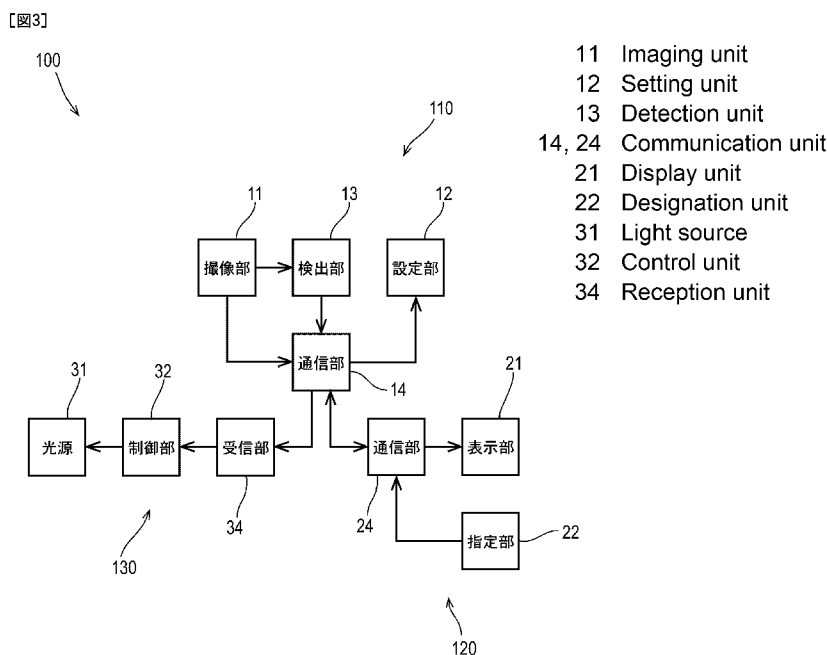 [図3]
100
110
11 Imaging unit
12 Setting unit
13 Detection unit
14, 24 Communication unit
21 Display unit
22 Designation unit
31 Light source
32 Control unit
34 Reception unit
11
13
12
撮像部
検出部
設定部
通信部
14
31
32
21
光源
制御部
受信部
通信部
表示部
34
24
指定部
22
130
120